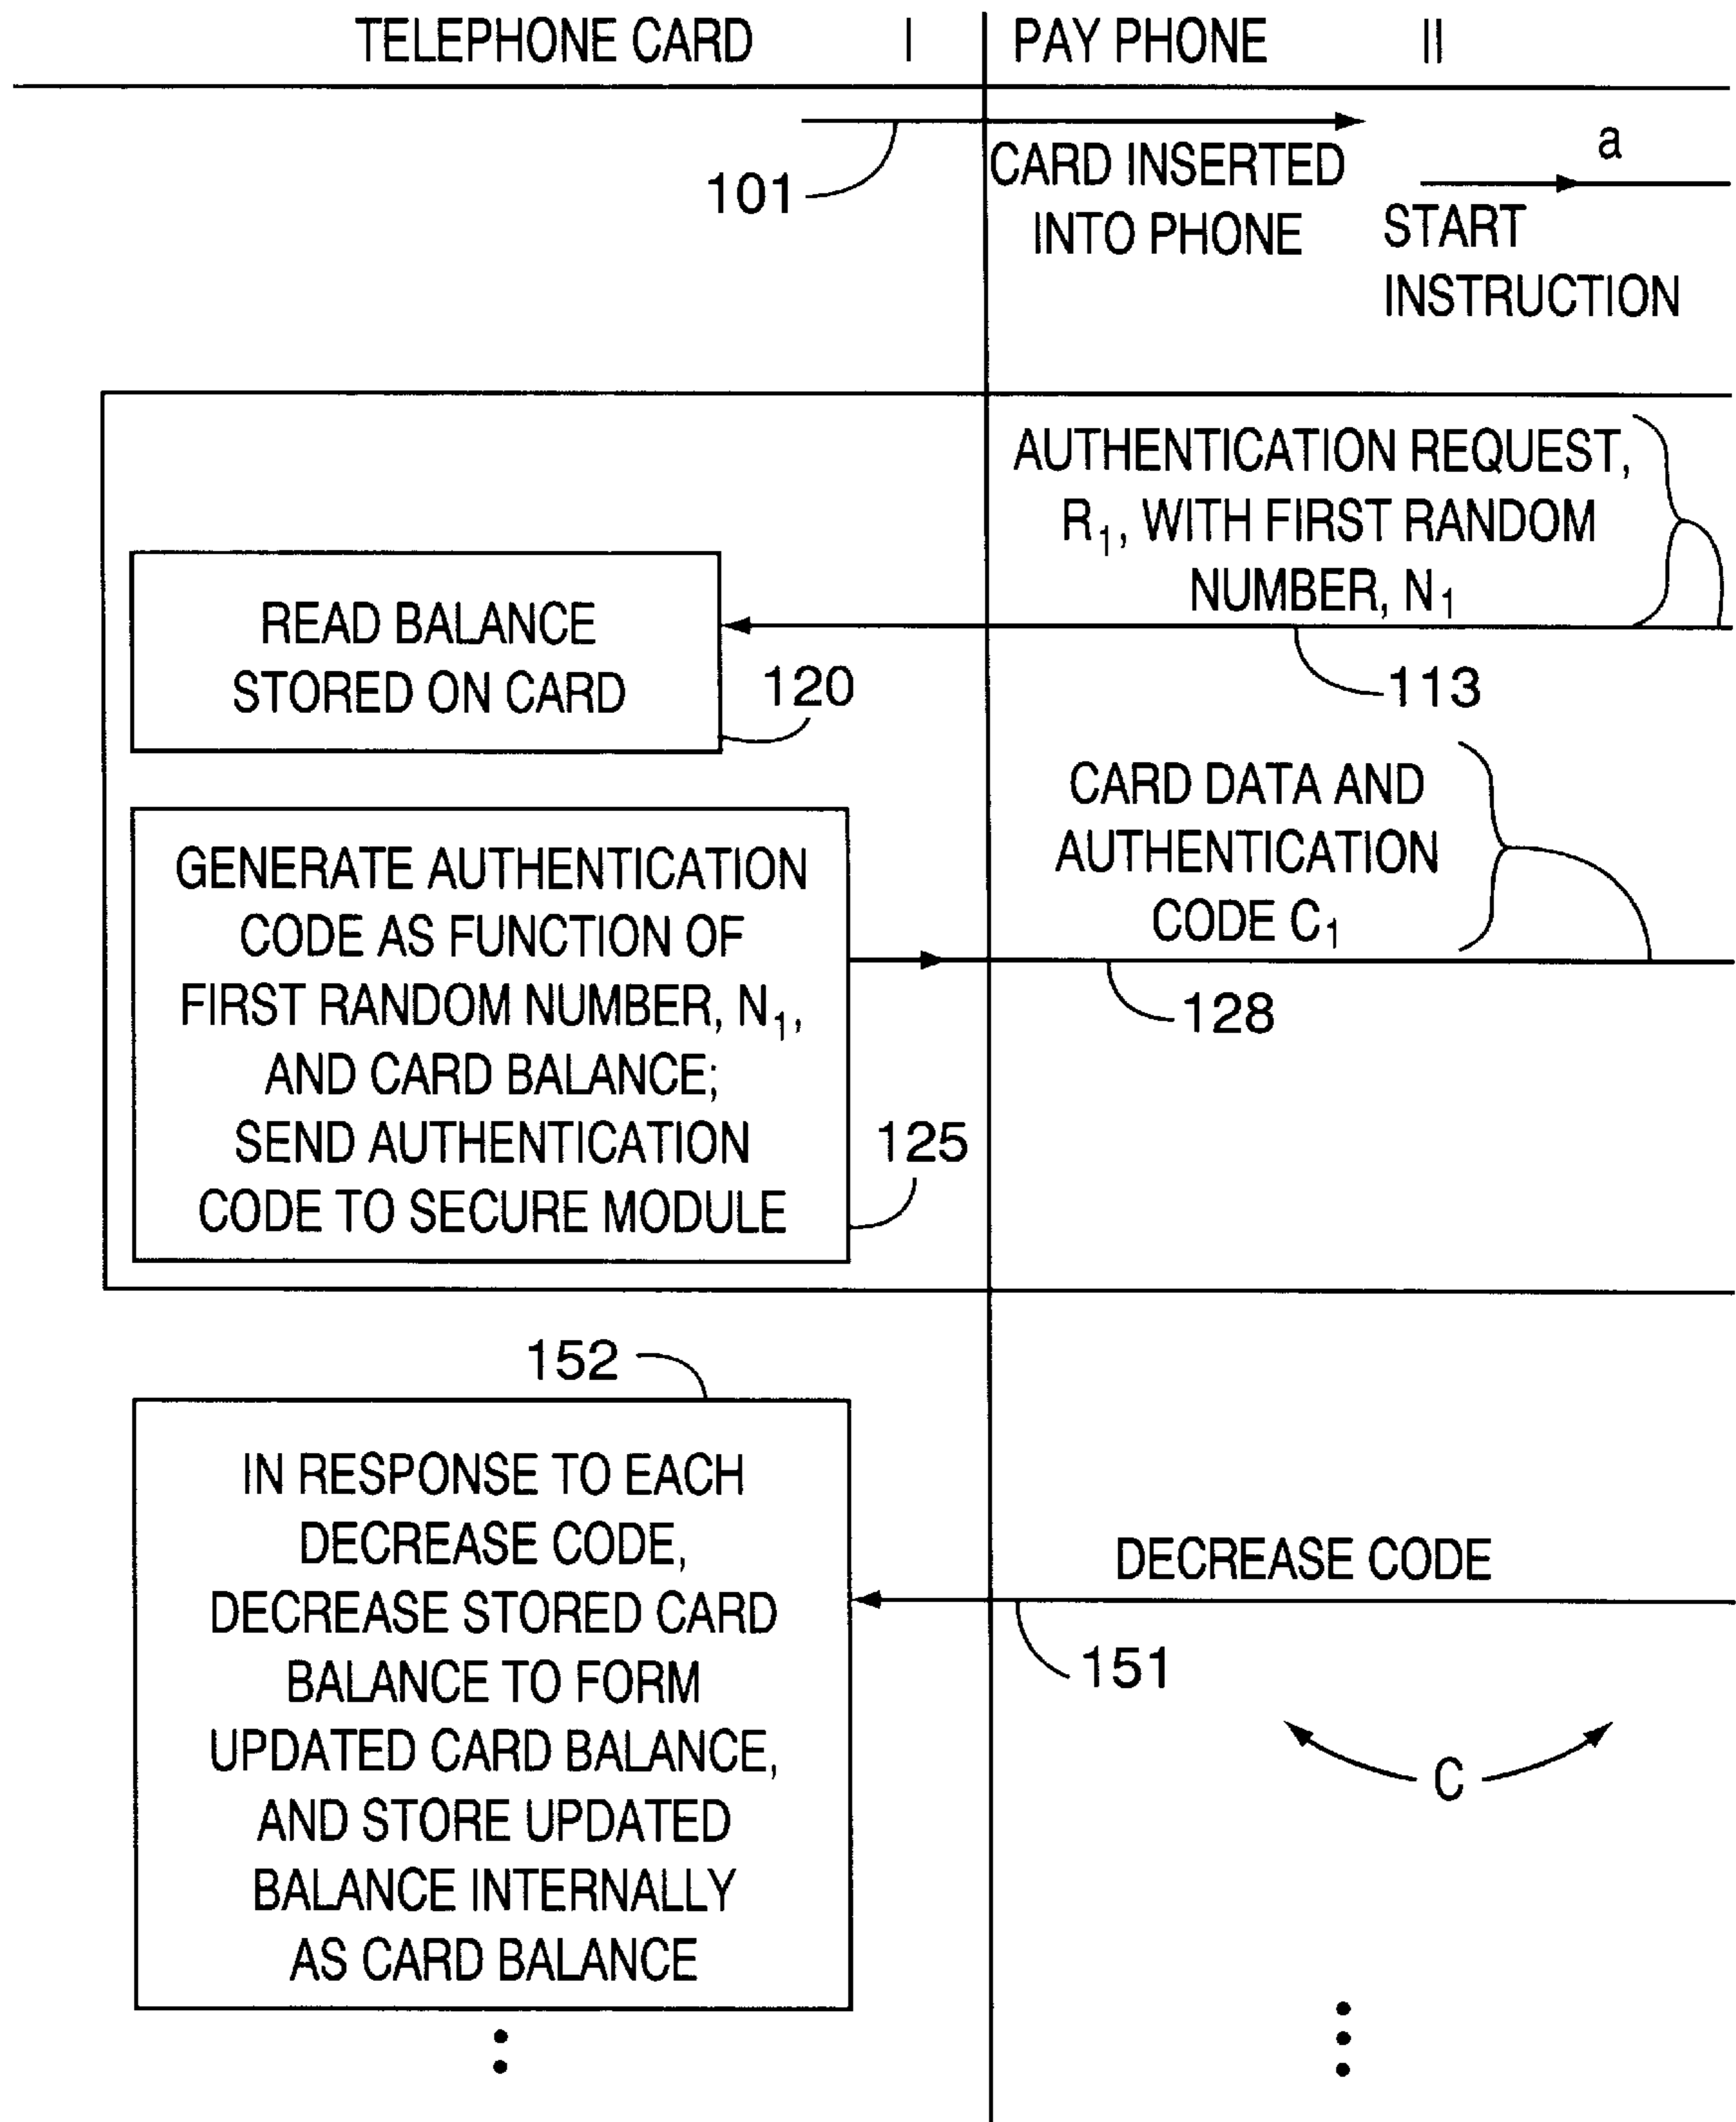 TELEPHONE CARD I PAY PHONE II
101
CARD INSERTED
INTO PHONE
a
START
INSTRUCTION
AUTHENTICATION REQUEST,
R₁, WITH FIRST RANDOM
NUMBER, N₁
113
READ BALANCE
STORED ON CARD
120
CARD DATA AND
AUTHENTICATION
CODE C₁
128
GENERATE AUTHENTICATION
CODE AS FUNCTION OF
FIRST RANDOM NUMBER, N₁,
AND CARD BALANCE;
SEND AUTHENTICATION
CODE TO SECURE MODULE
125
152
IN RESPONSE TO EACH
DECREASE CODE,
DECREASE STORED CARD
BALANCE TO FORM
UPDATED CARD BALANCE,
AND STORE UPDATED
BALANCE INTERNALLY
AS CARD BALANCE
DECREASE CODE
151
C